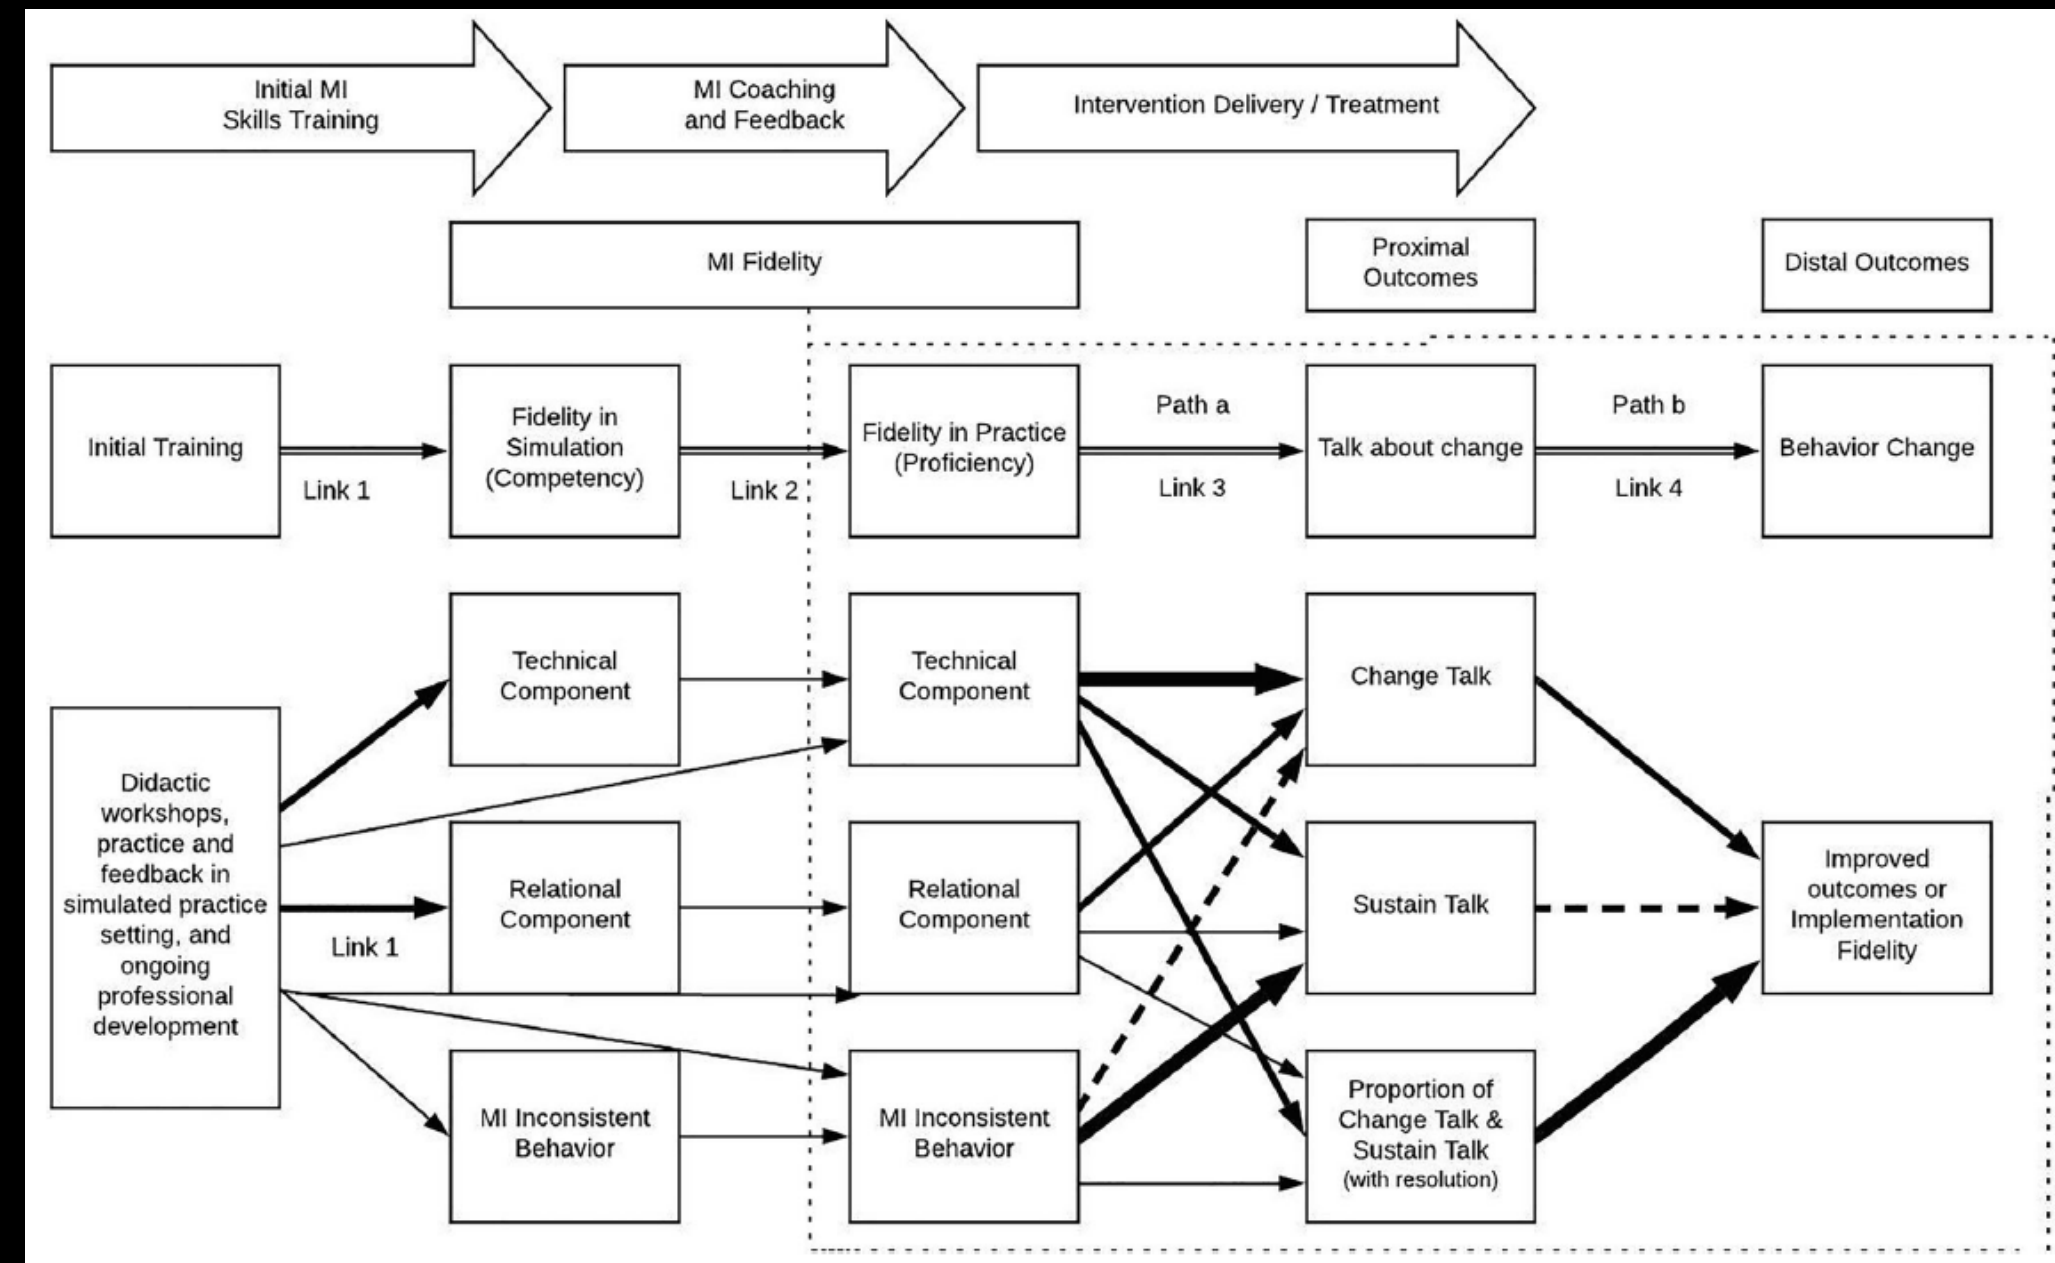 Initial MI
Skills Training
MI Coaching
and Feedback
Intervention Delivery / Treatment
MI Fidelity
Proximal
Outcomes
Distal Outcomes
Initial Training
Link 1
Fidelity in
Simulation
(Competency)
Link 2
Fidelity in Practice
(Proficiency)
Path a
Link 3
Talk about change
Path b
Link 4
Behavior Change
Didactic
workshops,
practice and
feedback in
simulated practice
setting, and
ongoing
professional
development
Link 1
Technical
Component
Technical
Component
Change Talk
Relational
Component
Relational
Component
Sustain Talk
Improved
outcomes or
Implementation
Fidelity
MI Inconsistent
Behavior
MI Inconsistent
Behavior
Proportion of
Change Talk &
Sustain Talk
(with resolution)